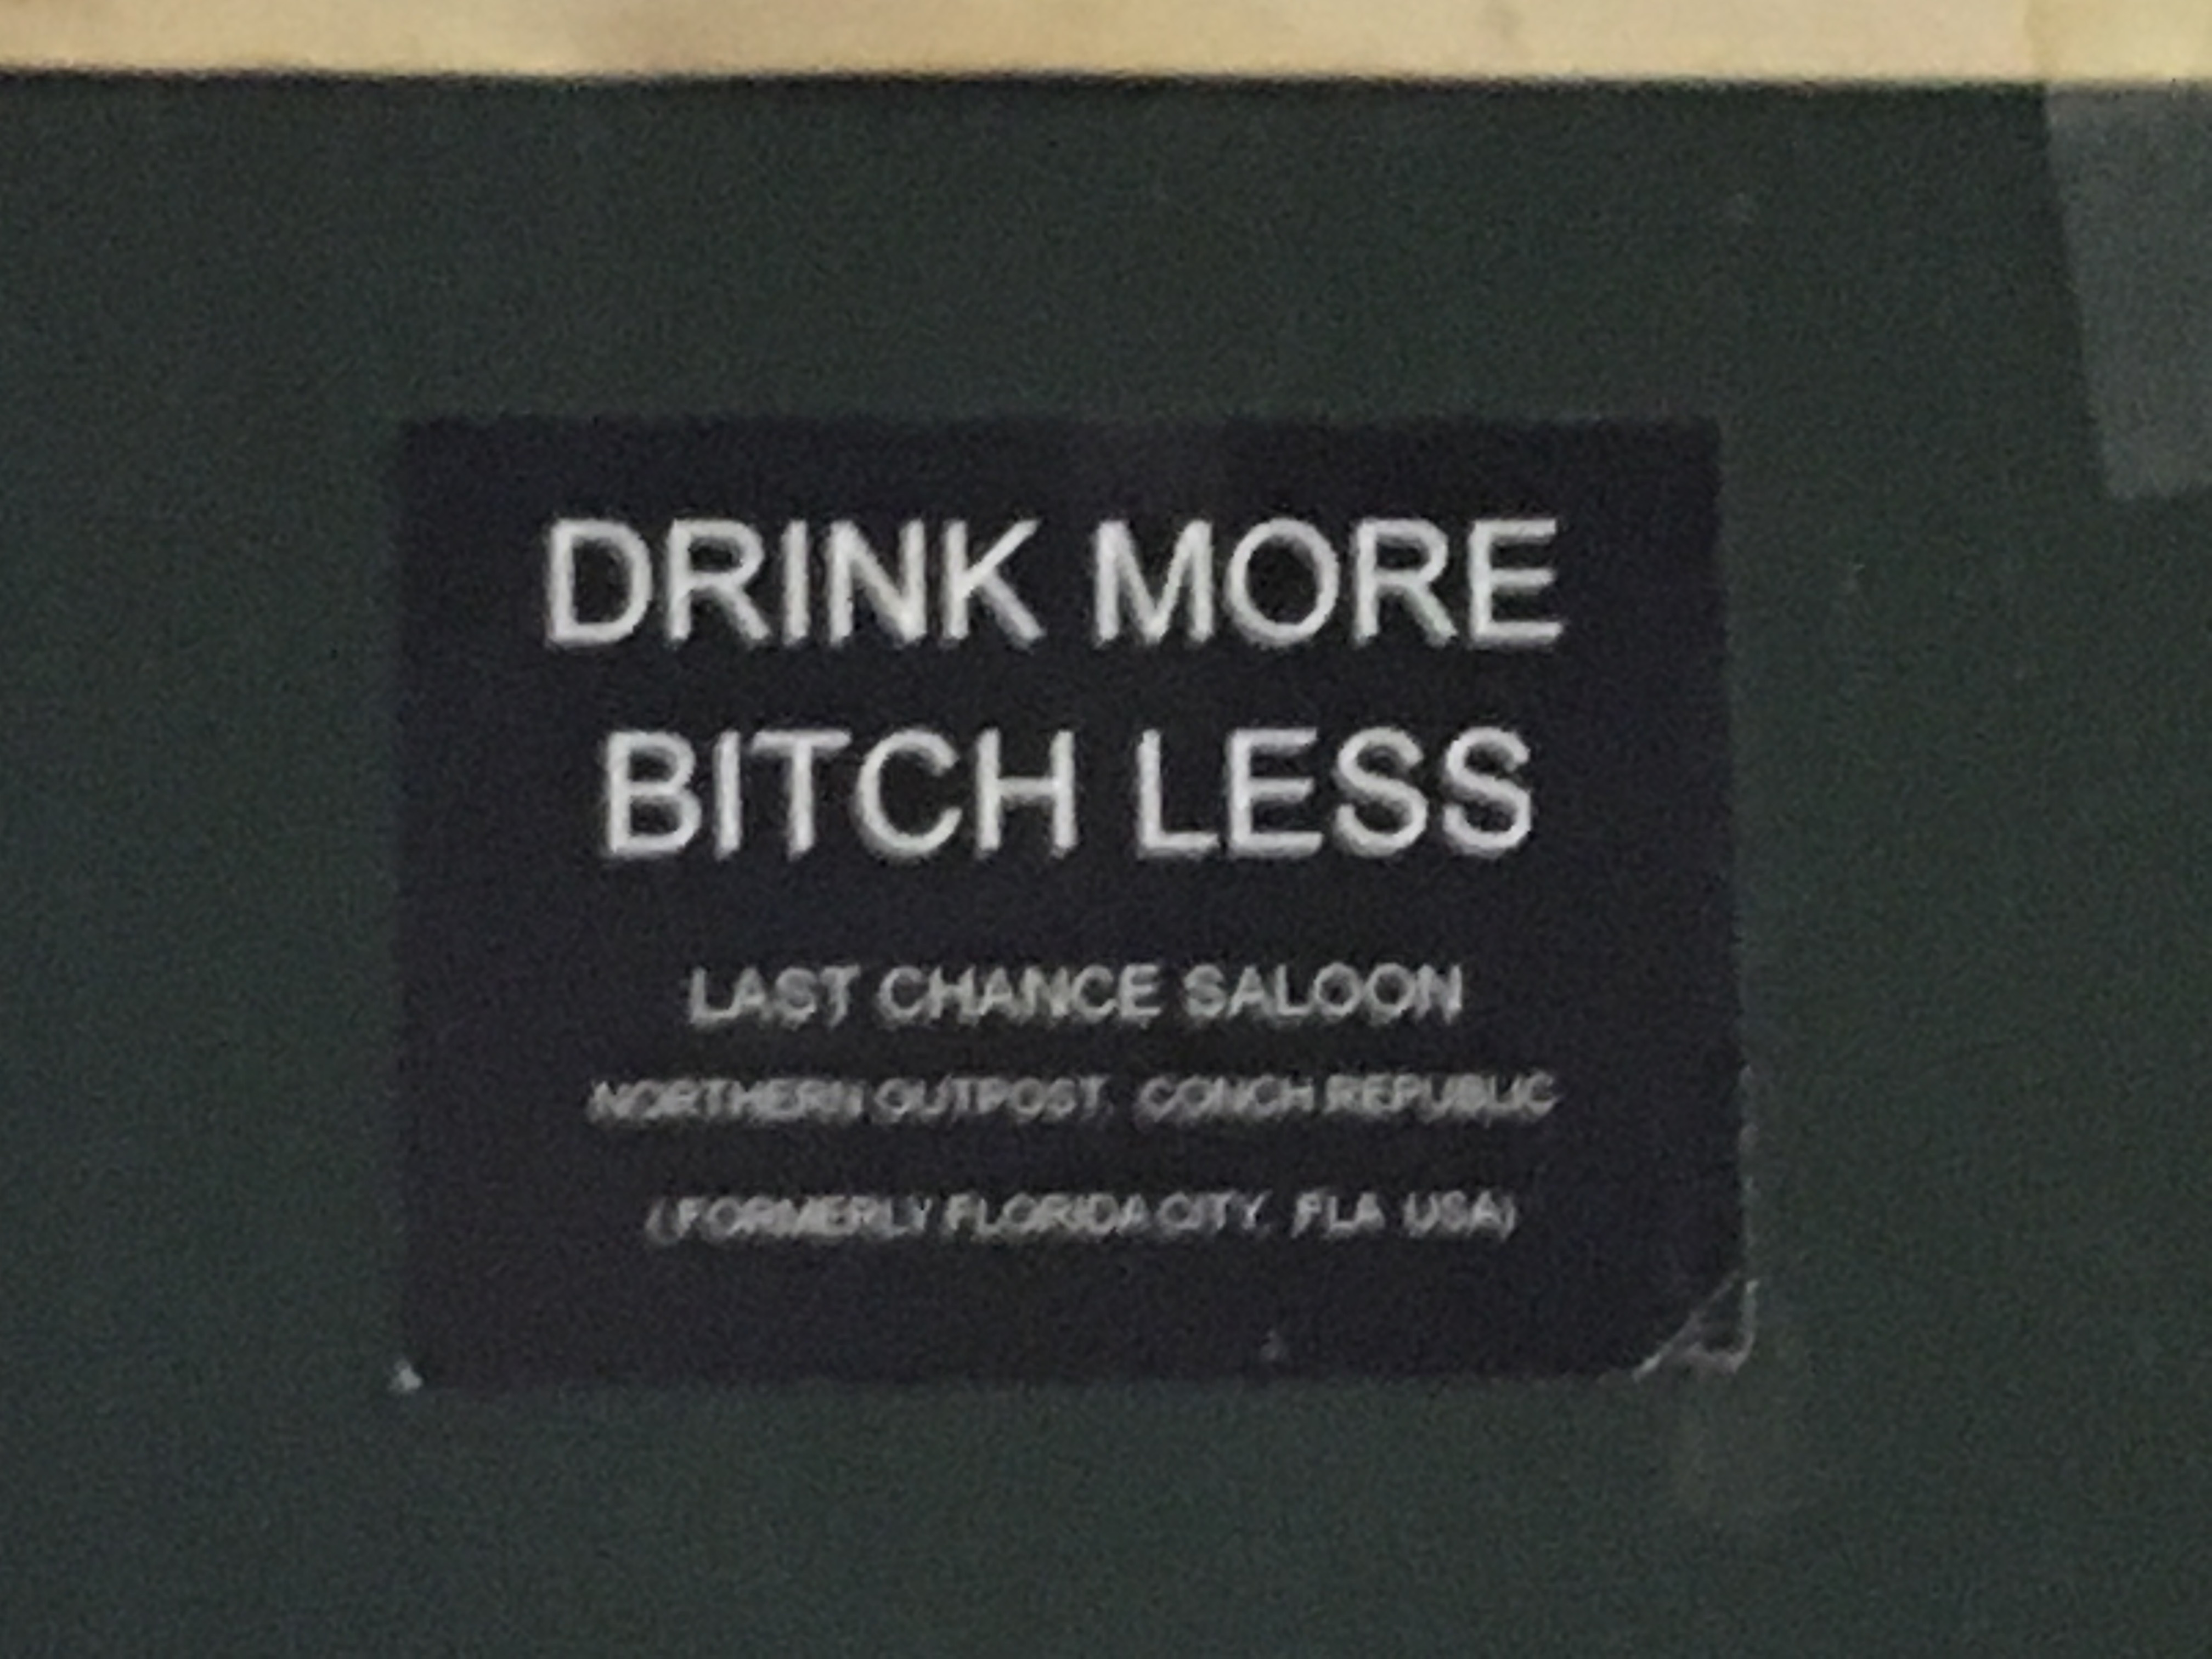 DRINK MORE
BITCH LESS
LAST CHANCE SALOON
NORTHERN OUTPOST, CONCH REPUBLIC
(FORMERLY FLORIDA CITY, FLA USA)